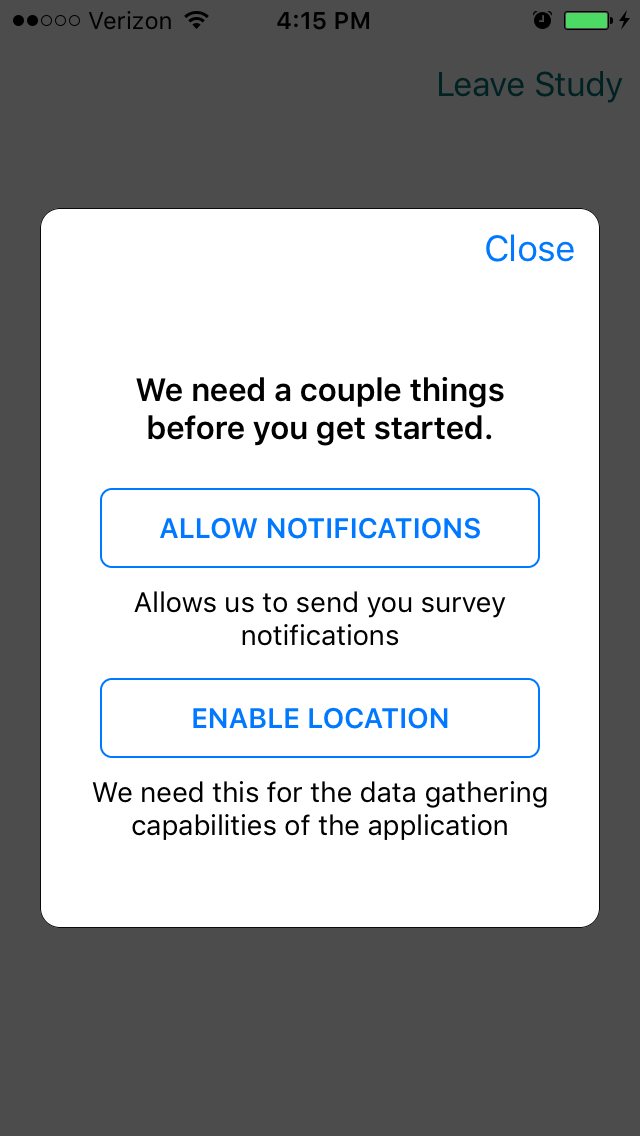 Verizon 4:15 PM
Leave Study
Close
We need a couple things
before you get started.
ALLOW NOTIFICATIONS
Allows us to send you survey
notifications
ENABLE LOCATION
We need this for the data gathering
capabilities of the application